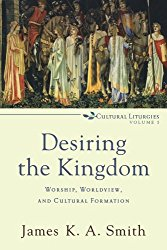 CULTURAL LITURGIES
VOLUME 1
Desiring
the Kingdom
WORSHIP, WORLDVIEW,
AND CULTURAL FORMATION
James K. A. Smith